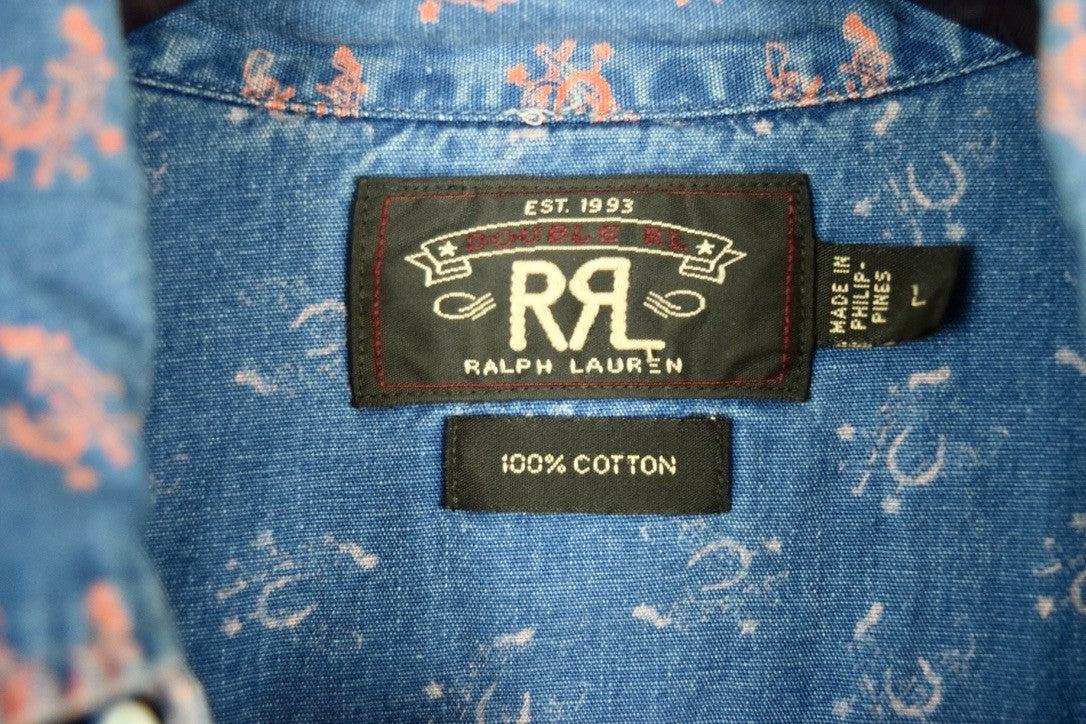 EST. 1993
DOUBLE RL
RRL
RALPH LAUREN
MADE IN
PHILIP-
PINES
L
100% COTTON